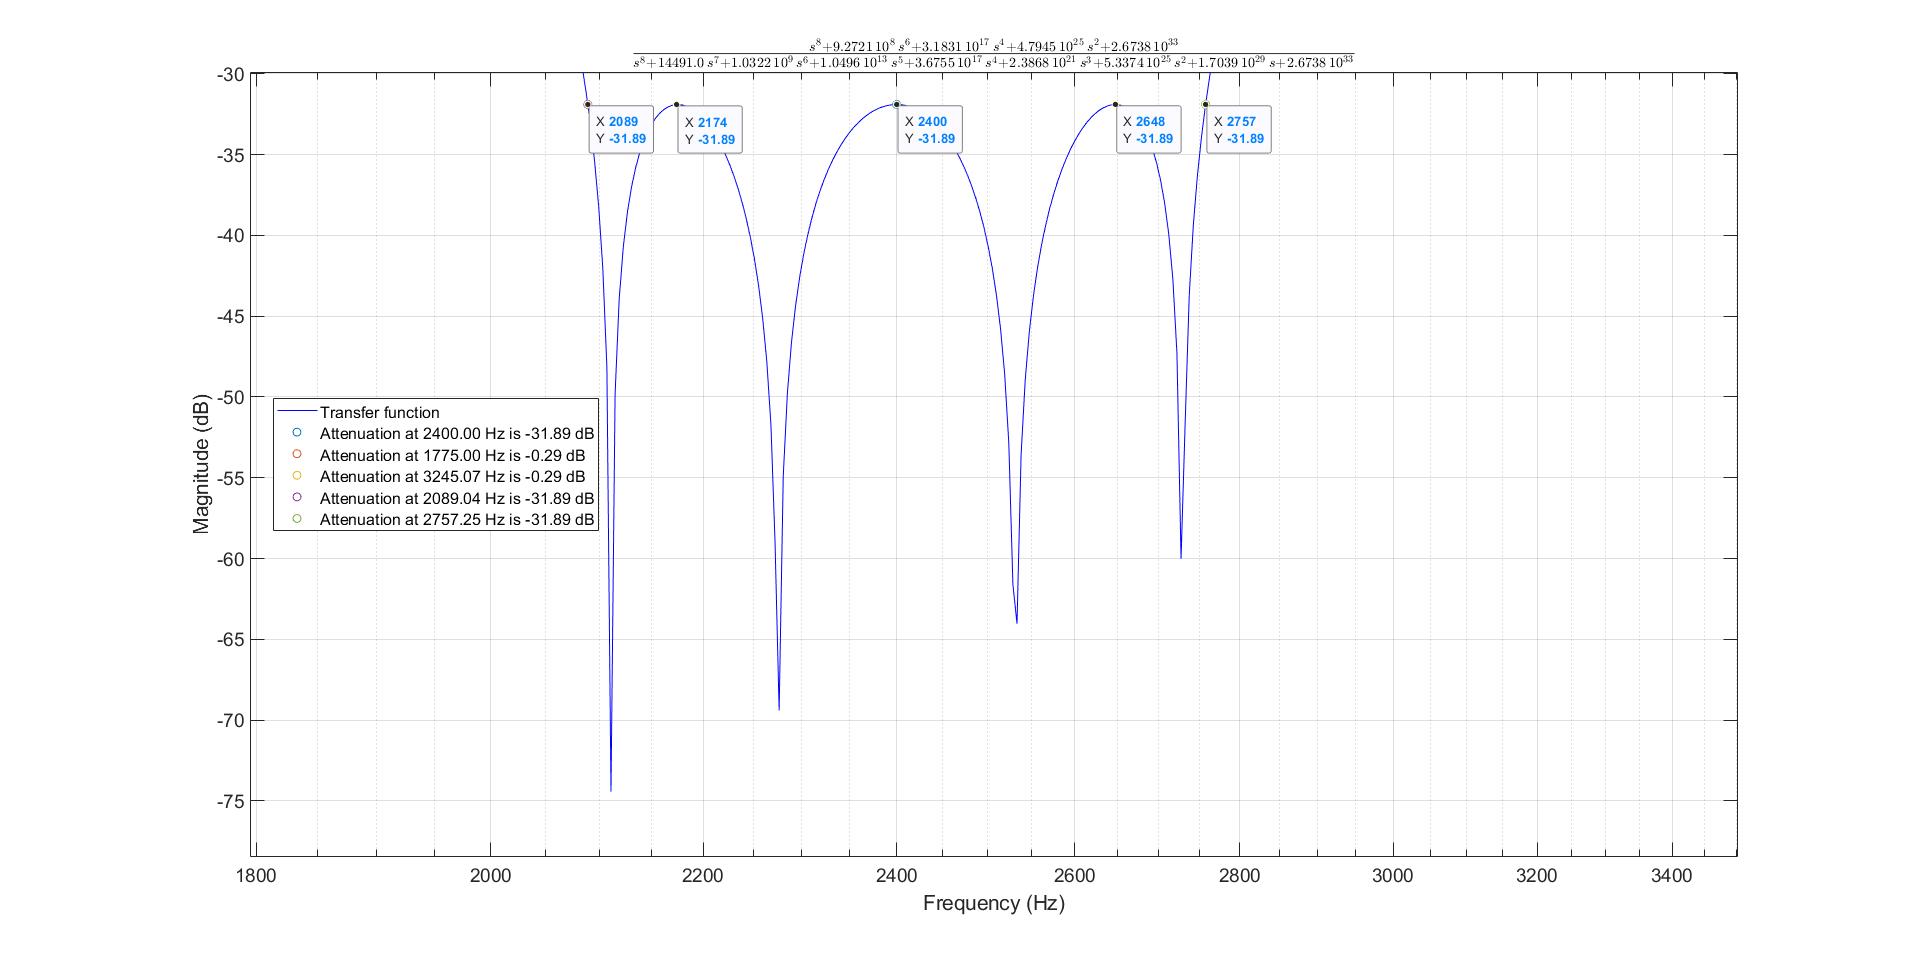 s^8+9.2721 10^8 s^6+3.1831 10^17 s^4+4.7945 10^25 s^2+2.6738 10^33
s^8+14491.0 s^7+1.0322 10^9 s^6+1.0496 10^13 s^5+3.6755 10^17 s^4+2.3868 10^21 s^3+5.3374 10^25 s^2+1.7039 10^29 s+2.6738 10^33
-30
X 2089
Y -31.89
X 2174
Y -31.89
X 2400
Y -31.89
X 2648
Y -31.89
X 2757
Y -31.89
-35
-40
-45
-50
-55
-60
-65
-70
-75
Magnitude (dB)
Transfer function
Attenuation at 2400.00 Hz is -31.89 dB
Attenuation at 1775.00 Hz is -0.29 dB
Attenuation at 3245.07 Hz is -0.29 dB
Attenuation at 2089.04 Hz is -31.89 dB
Attenuation at 2757.25 Hz is -31.89 dB
1800 2000 2200 2400 2600 2800 3000 3200 3400
Frequency (Hz)